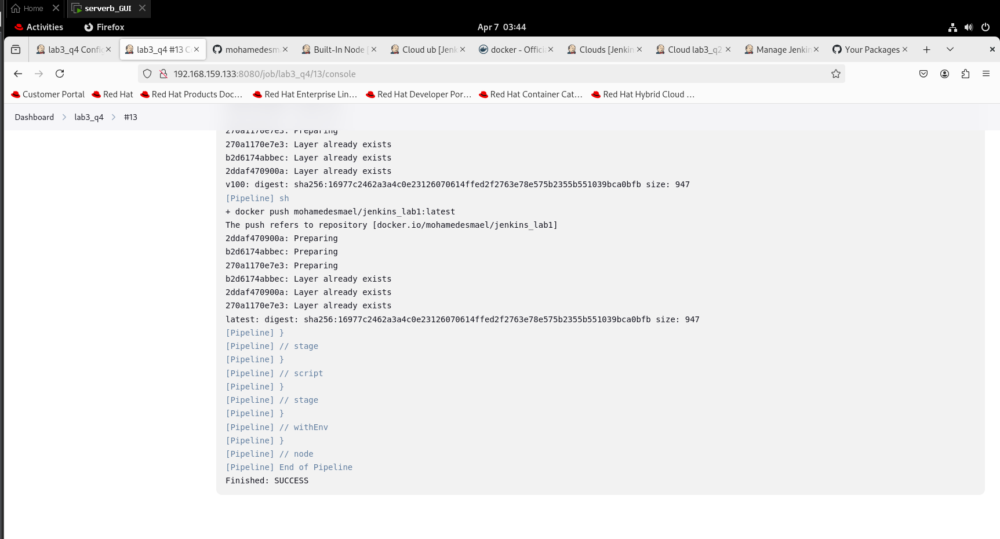 Home
serverb_GUI
Activities Firefox Apr 7 03:44
lab3_q4 Config lab3_q4 #13 C mohamedesm Built-In Node [ Cloud ub [Jenk docker - Offici Clouds [Jenkin Cloud lab3_q2 Manage Jenkin Your Packages
192.168.159.133:8080/job/lab3_q4/13/console
Customer Portal Red Hat Red Hat Products Doc... Red Hat Enterprise Lin... Red Hat Developer Por... Red Hat Container Cat... Red Hat Hybrid Cloud ...
Dashboard > lab3_q4 > #13
270a1170e7e3: Preparing
270a1170e7e3: Layer already exists
b2d6174abbec: Layer already exists
2ddaf470900a: Layer already exists
v100: digest: sha256:16977c2462a3a4c0e23126070614ffed2f2763e78e575b2355b551039bca0bfb size: 947
[Pipeline] sh
+ docker push mohamedesmael/jenkins_lab1:latest
The push refers to repository [docker.io/mohamedesmael/jenkins_lab1]
2ddaf470900a: Preparing
b2d6174abbec: Preparing
270a1170e7e3: Preparing
b2d6174abbec: Layer already exists
2ddaf470900a: Layer already exists
270a1170e7e3: Layer already exists
latest: digest: sha256:16977c2462a3a4c0e23126070614ffed2f2763e78e575b2355b551039bca0bfb size: 947
[Pipeline] }
[Pipeline] // stage
[Pipeline] }
[Pipeline] // script
[Pipeline] }
[Pipeline] // stage
[Pipeline] }
[Pipeline] // withEnv
[Pipeline] }
[Pipeline] // node
[Pipeline] End of Pipeline
Finished: SUCCESS